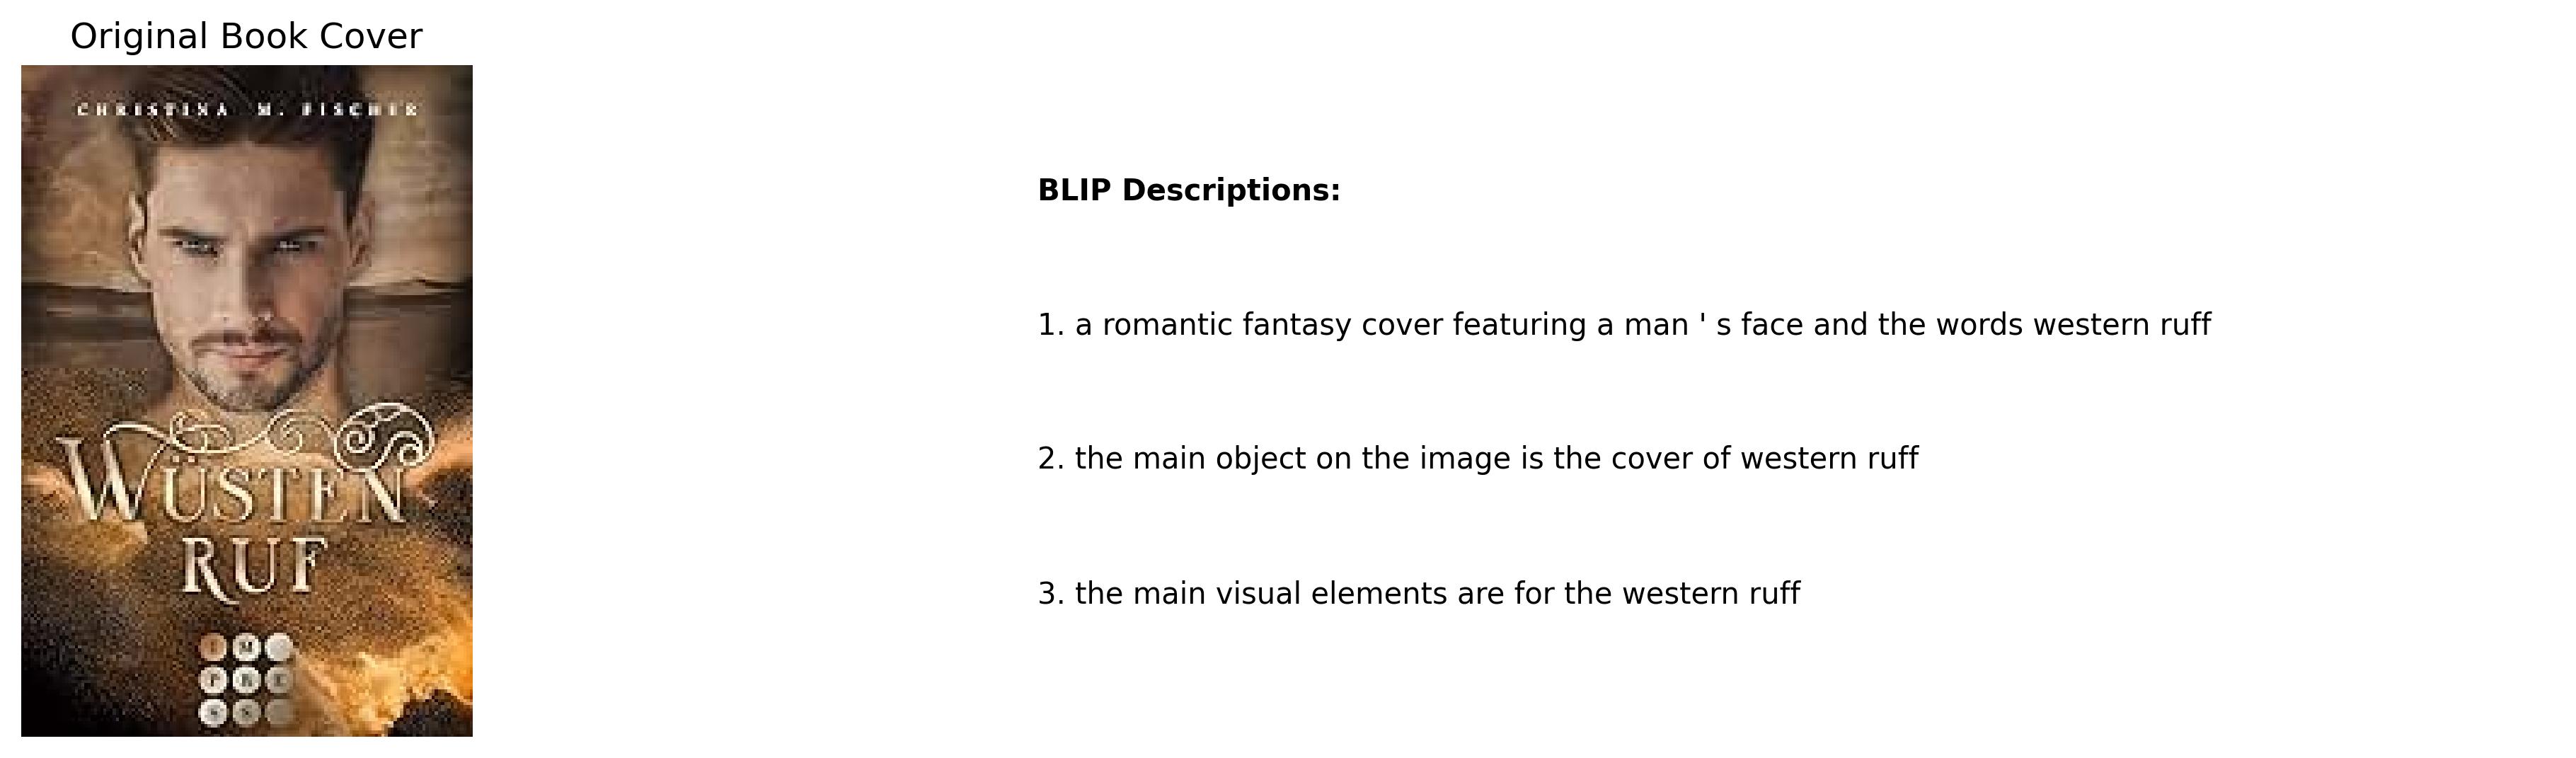 Original Book Cover
CHRISTINA M. FISCHER
WÜSTEN
RUF
I M
P R E
S S
BLIP Descriptions:
1. a romantic fantasy cover featuring a man ' s face and the words western ruff
2. the main object on the image is the cover of western ruff
3. the main visual elements are for the western ruff